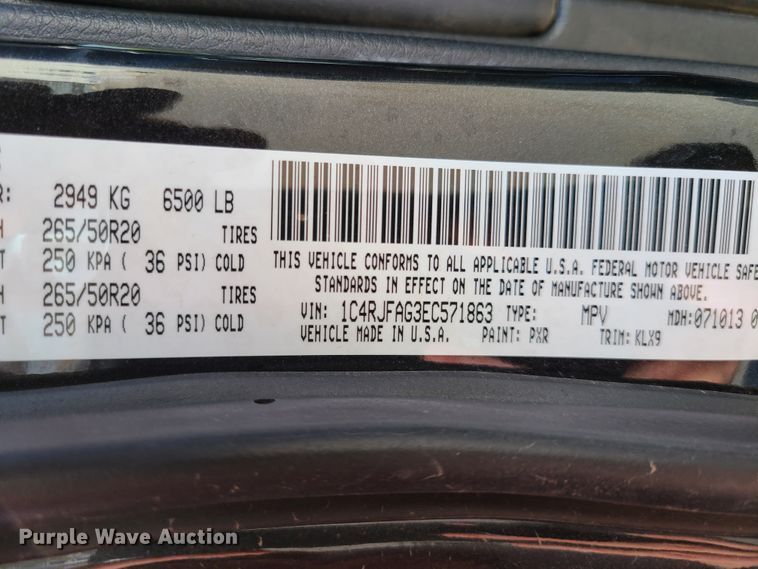 R: 2949 KG 6500 LB
265/50R20 TIRES
250 KPA ( 36 PSI) COLD
265/50R20 TIRES
250 KPA ( 36 PSI) COLD
THIS VEHICLE CONFORMS TO ALL APPLICABLE U.S.A. FEDERAL MOTOR VEHICLE SAFE
STANDARDS IN EFFECT ON THE DATE OF MANUFACTURE SHOWN ABOVE.
VIN: 1C4RJFAG3EC571863 TYPE: MPV MDH:071013 0
VEHICLE MADE IN U.S.A. PAINT: PXR TRIM: KLX9
Purple Wave Auction